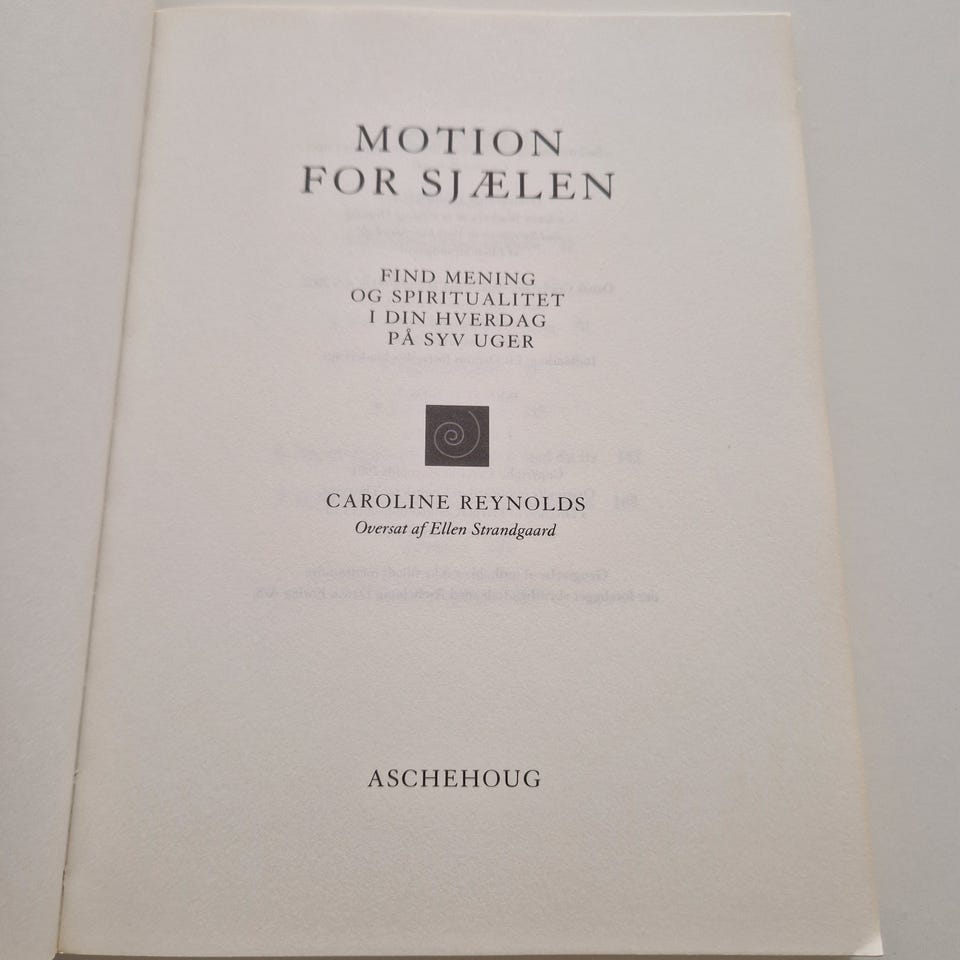 MOTION
FOR SJÆLEN
FIND MENING
OG SPIRITUALITET
I DIN HVERDAG
PÅ SYV UGER
CAROLINE REYNOLDS
Oversat af Ellen Strandgaard
ASCHEHOUG